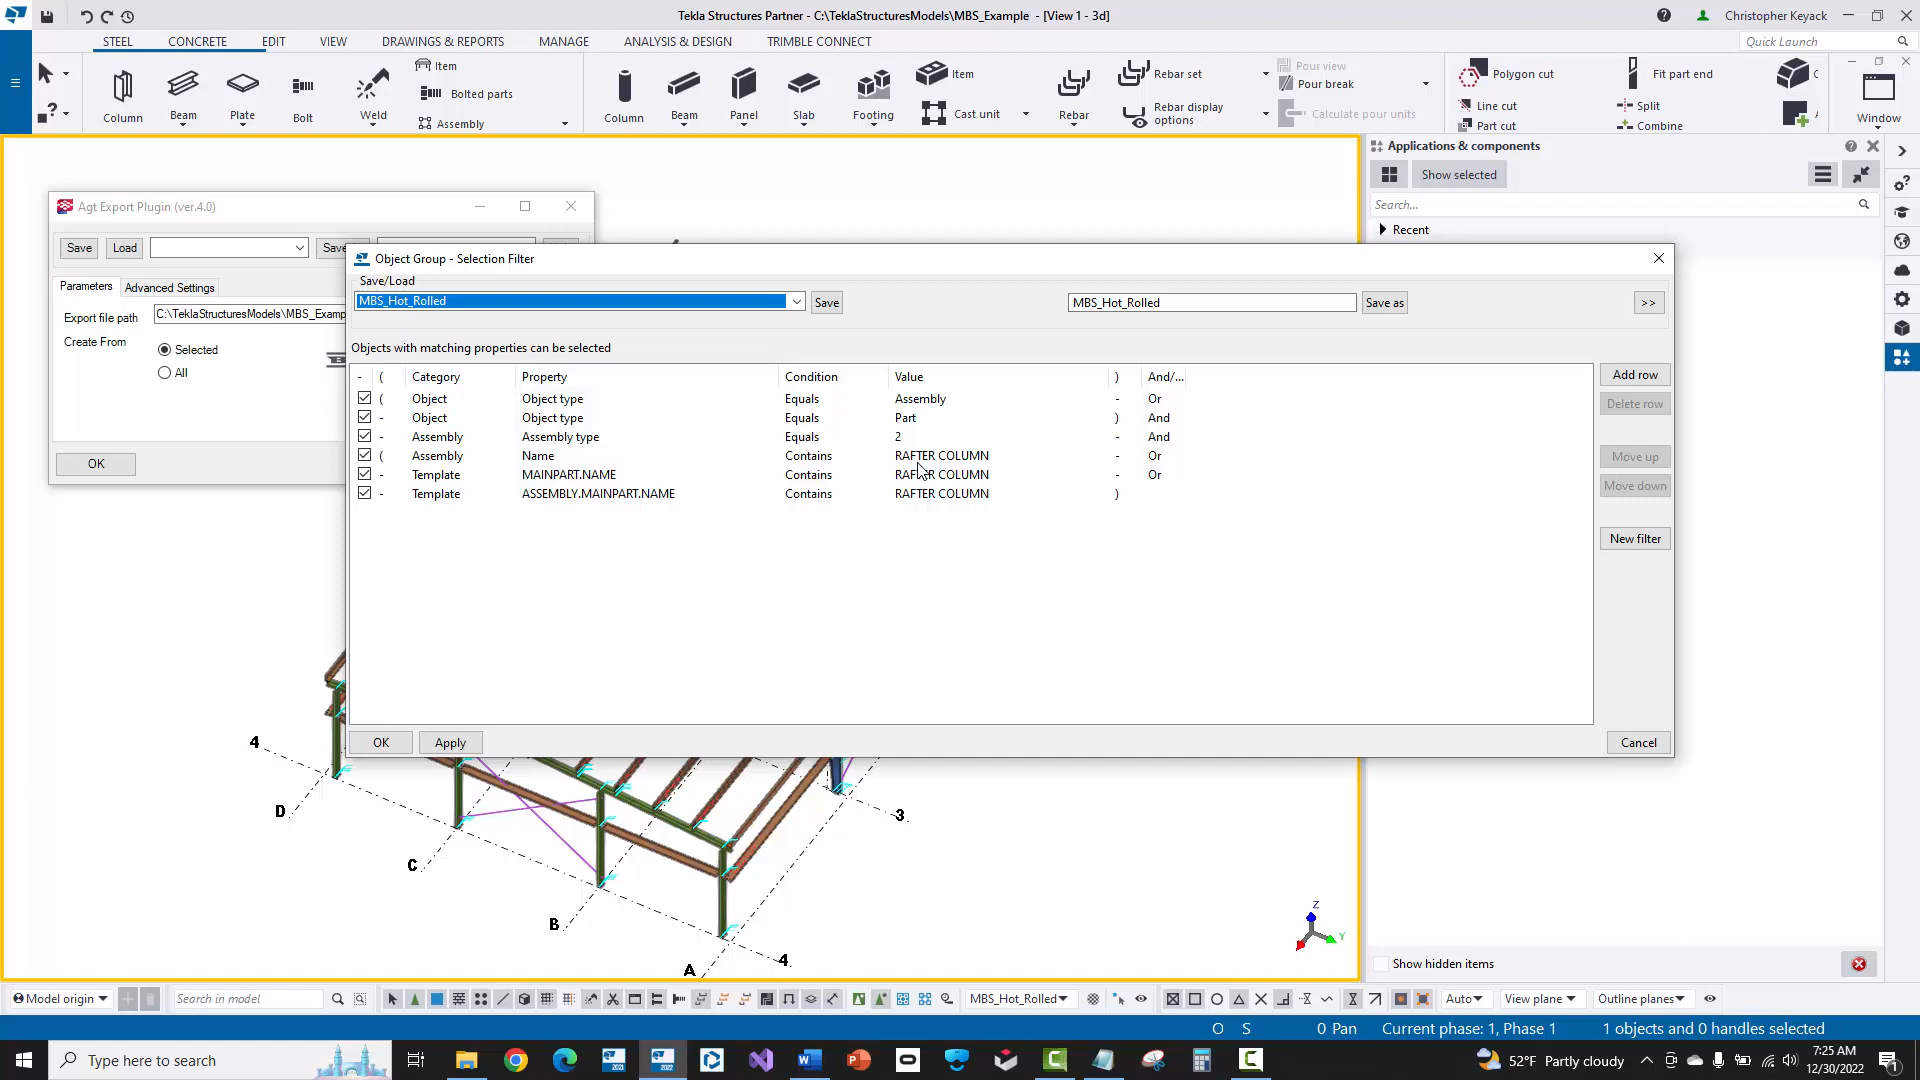 Tekla Structures Partner - C:\TeklaStructuresModels\MBS_Example - [View 1 - 3d]
Christopher Keyack
STEEL CONCRETE EDIT VIEW DRAWINGS & REPORTS MANAGE ANALYSIS & DESIGN TRIMBLE CONNECT
Quick Launch
Column Beam Plate Bolt Weld
Item
Bolted parts
Assembly
Column Beam Panel Slab Footing
Item
Cast unit
Rebar
Rebar set
Rebar display options
Pour view
Pour break
Calculate pour units
Polygon cut
Line cut
Part cut
Fit part end
Split
Combine
Window
Applications & components
Show selected
Search...
Recent
Agt Export Plugin (ver.4.0)
Save Load Save
Parameters Advanced Settings
Export file path C:\TeklaStructuresModels\MBS_Examp
Create From
Selected
All
OK
Object Group - Selection Filter
Save/Load
MBS_Hot_Rolled Save MBS_Hot_Rolled Save as >>
Objects with matching properties can be selected
- ( Category Property Condition Value ) And/...
( Object Object type Equals Assembly - Or
- Object Object type Equals Part ) And
- Assembly Assembly type Equals 2 - And
( Assembly Name Contains RAFTER COLUMN - Or
- Template MAINPART.NAME Contains RAFTER COLUMN - Or
- Template ASSEMBLY.MAINPART.NAME Contains RAFTER COLUMN )
Add row
Delete row
Move up
Move down
New filter
OK Apply Cancel
4
D
C
B
A
4
3
Z
Y
Show hidden items
Model origin Search in model MBS_Hot_Rolled Auto View plane Outline planes
O S 0 Pan Current phase: 1, Phase 1 1 objects and 0 handles selected
Type here to search
2021
2022
52°F Partly cloudy
7:25 AM
12/30/2022
1